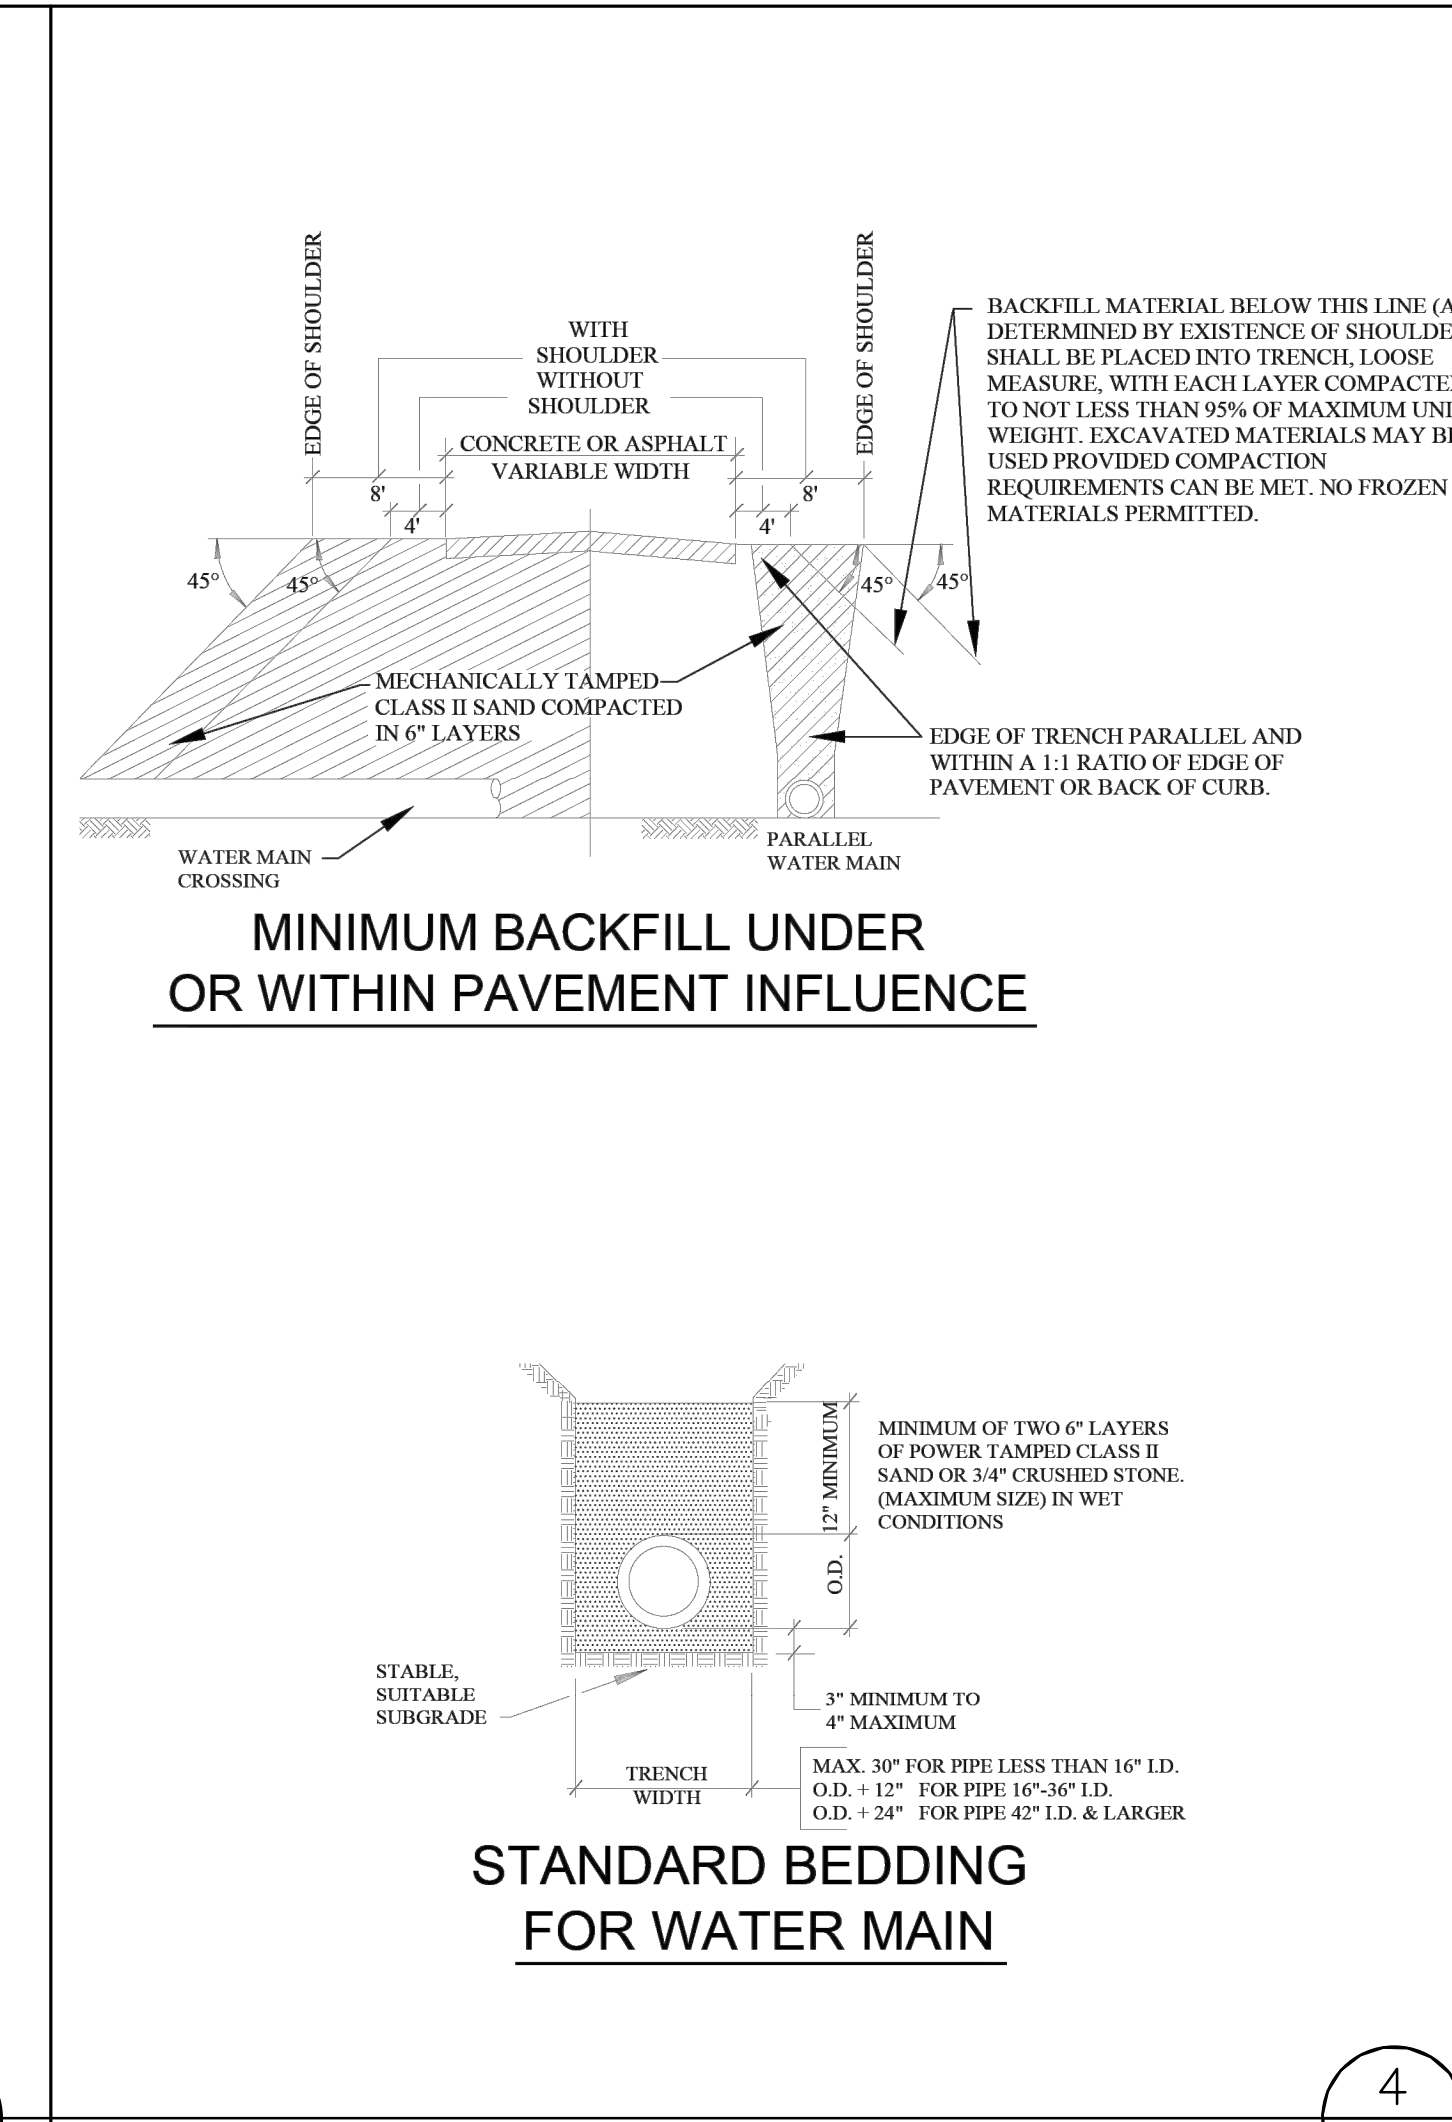 EDGE OF SHOULDER
EDGE OF SHOULDER
WITH
SHOULDER
WITHOUT
SHOULDER
CONCRETE OR ASPHALT
VARIABLE WIDTH
8'
8'
4'
4'
45°
45°
45°
45°
BACKFILL MATERIAL BELOW THIS LINE (A
DETERMINED BY EXISTENCE OF SHOULDE
SHALL BE PLACED INTO TRENCH, LOOSE
MEASURE, WITH EACH LAYER COMPACTE
TO NOT LESS THAN 95% OF MAXIMUM UNI
WEIGHT. EXCAVATED MATERIALS MAY BE
USED PROVIDED COMPACTION
REQUIREMENTS CAN BE MET. NO FROZEN
MATERIALS PERMITTED.
MECHANICALLY TAMPED
CLASS II SAND COMPACTED
IN 6" LAYERS
EDGE OF TRENCH PARALLEL AND
WITHIN A 1:1 RATIO OF EDGE OF
PAVEMENT OR BACK OF CURB.
WATER MAIN
CROSSING
PARALLEL
WATER MAIN
MINIMUM BACKFILL UNDER
OR WITHIN PAVEMENT INFLUENCE
12" MINIMUM
O.D.
MINIMUM OF TWO 6" LAYERS
OF POWER TAMPED CLASS II
SAND OR 3/4" CRUSHED STONE.
(MAXIMUM SIZE) IN WET
CONDITIONS
STABLE,
SUITABLE
SUBGRADE
3" MINIMUM TO
4" MAXIMUM
TRENCH
WIDTH
MAX. 30" FOR PIPE LESS THAN 16" I.D.
O.D. + 12" FOR PIPE 16"-36" I.D.
O.D. + 24" FOR PIPE 42" I.D. & LARGER
STANDARD BEDDING
FOR WATER MAIN
4